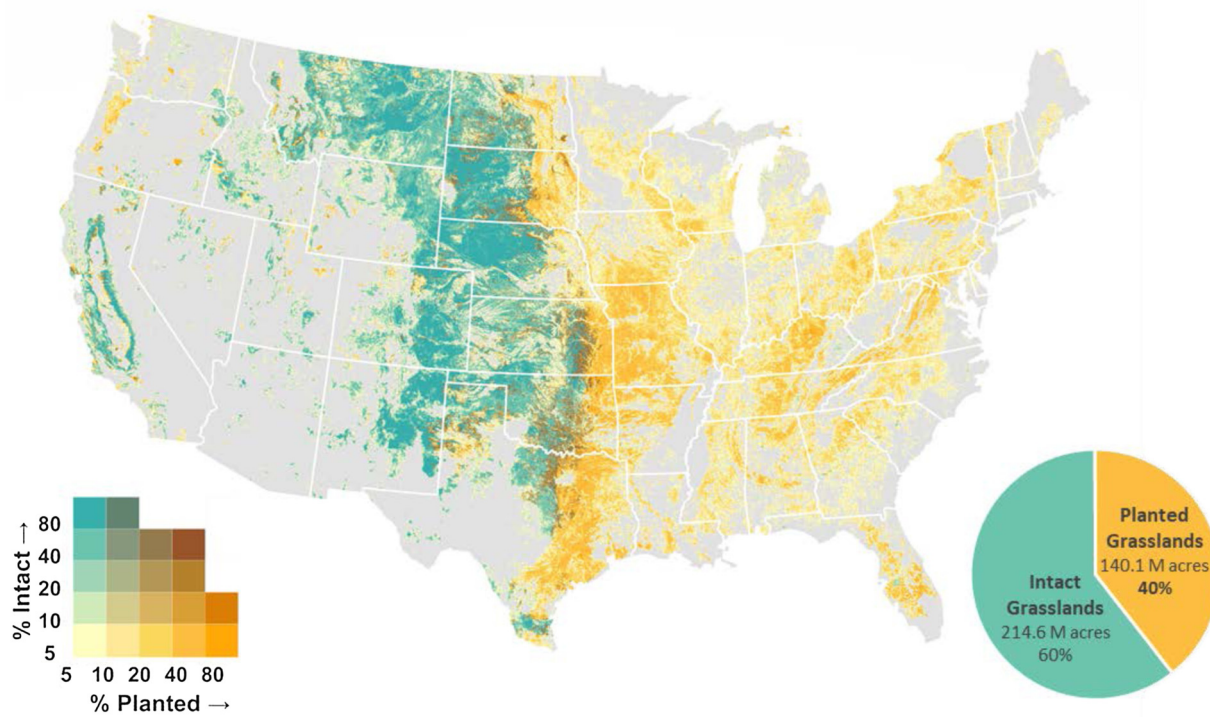 Planted
Grasslands
140.1 M acres
40%
Intact
Grasslands
214.6 M acres
60%
% Intact →
80
40
20
10
5
5 10 20 40 80
% Planted →